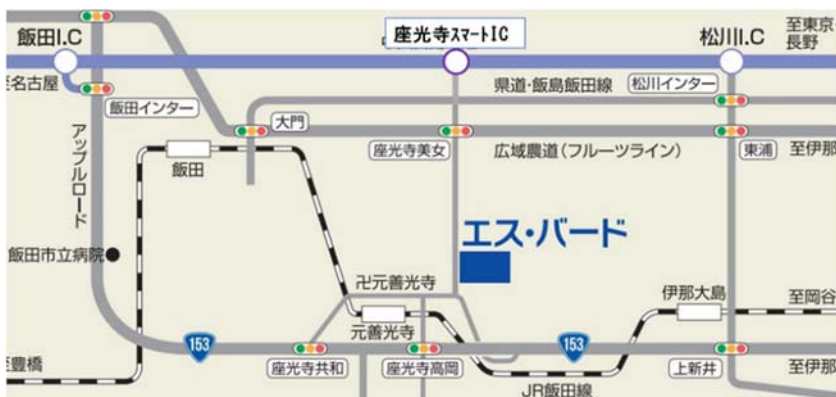 飯田I.C
座光寺スマートIC
松川I.C
至東京・
長野
至名古屋
飯田インター
県道・飯島飯田線
松川インター
大門
座光寺美女
広域農道(フルーツライン)
東浦
至伊那
アップルロード
飯田
エス・バード
飯田市立病院
卍元善光寺
伊那大島
至岡谷
元善光寺
153
153
至豊橋
座光寺共和
座光寺高岡
上新井
至伊那
JR飯田線